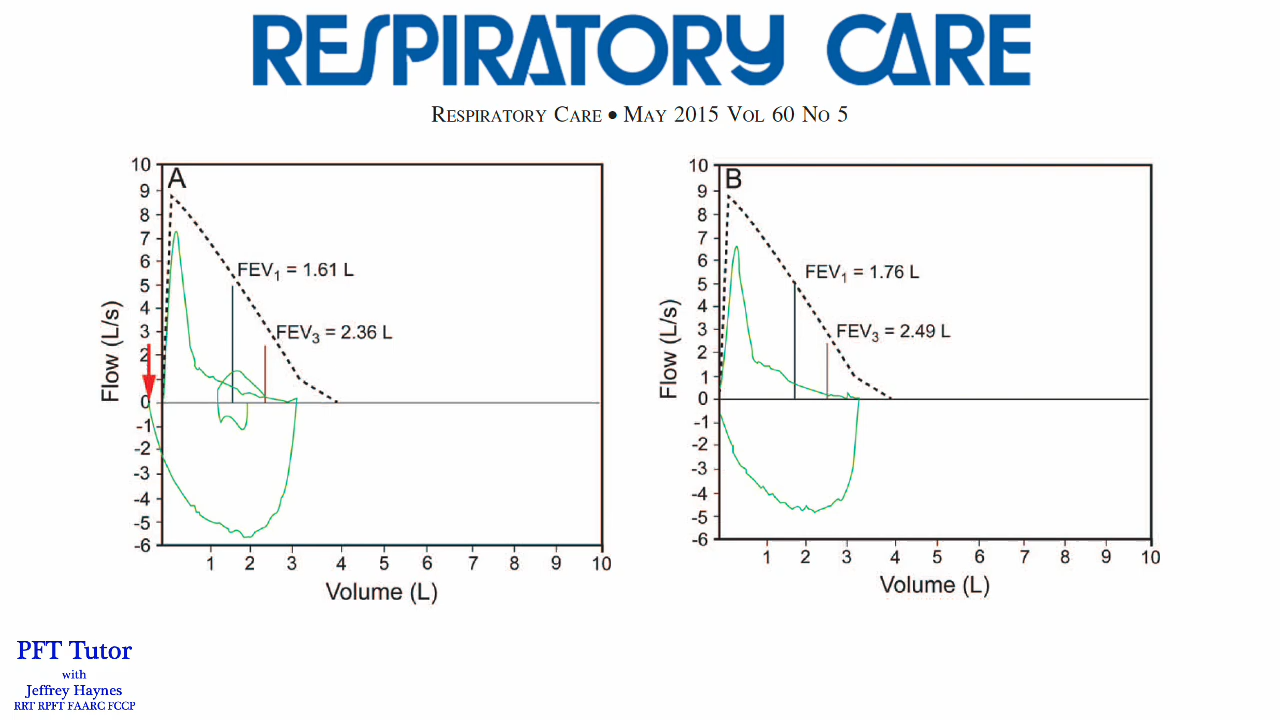 RESPIRATORY CARE
RESPIRATORY CARE • MAY 2015 VOL 60 NO 5
A
10
9
8
7
6
5
4
3
2
0
-1
-2
-3
-4
-5
-6
Flow (L/s)
FEV1 = 1.61 L
FEV3 = 2.36 L
1 2 3 4 5 6 7 8 9 10
Volume (L)
B
10
9
8
7
6
5
4
3
2
1
0
-1
-2
-3
-4
-5
-6
Flow (L/s)
FEV1 = 1.76 L
FEV3 = 2.49 L
1 2 3 4 5 6 7 8 9 10
Volume (L)
PFT Tutor
with
Jeffrey Haynes
RRT RPFT FAARC FCCP